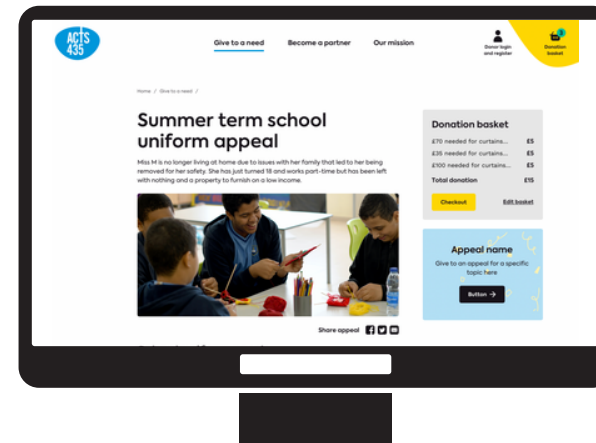 ACTS
435
Give to a need
Become a partner
Our mission
Donor login
and register
Donation
basket
Home / Give to a need /
Summer term school
uniform appeal
Miss M is no longer living at home due to issues with her family that led to her being
removed for her safety. She has just turned 18 and works part-time but has been left
with nothing and a property to furnish on a low income.
Share appeal
Donation basket
£70 needed for curtains... £5
£35 needed for curtains... £5
£100 needed for curtains... £5
Total donation £15
Checkout
Edit basket
Appeal name
Give to an appeal for a specific
topic here
Button →